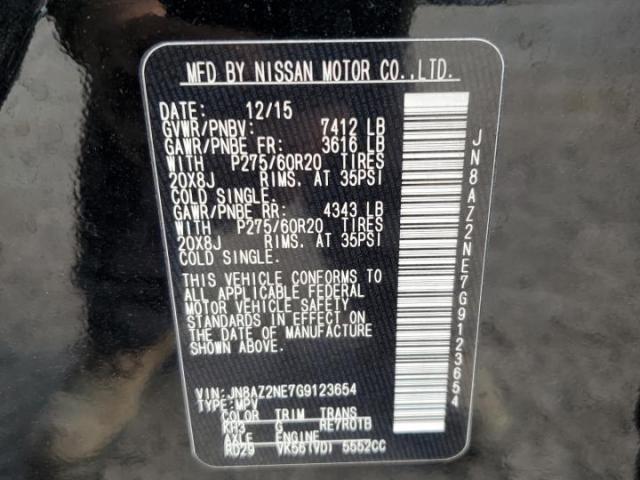 MFD BY NISSAN MOTOR CO.,LTD.
DATE: 12/15
GVWR/PNBV: 7412 LB
GAWR/PNBE FR: 3616 LB
WITH P275/60R20 TIRES
20X8J RIMS. AT 35PSI
COLD SINGLE.
GAWR/PNBE RR: 4343 LB
WITH P275/60R20 TIRES
20X8J RIMS. AT 35PSI
COLD SINGLE.
THIS VEHICLE CONFORMS TO
ALL APPLICABLE FEDERAL
MOTOR VEHICLE SAFETY
STANDARDS IN EFFECT ON
THE DATE OF MANUFACTURE
SHOWN ABOVE.
VIN:JN8AZ2NE7G9123654
TYPE:MPV
COLOR TRIM TRANS
KH3 G RE7R01B
AXLE ENGINE
RD29 VK56(VD) 5552CC
JN8AZ2NE7G9123654